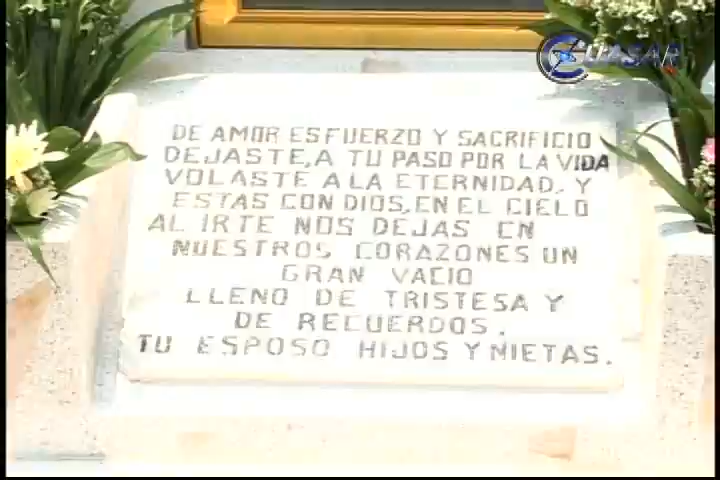 CUASAR
TV
DE AMOR ESFUERZO Y SACRIFICIO
DEJASTE, A TU PASO POR LA VIDA
VOLASTE A LA ETERNIDAD, Y
ESTAS CON DIOS, EN EL CIELO
AL IRTE NOS DEJAS EN
NUESTROS CORAZONES UN
GRAN VACIO
LLENO DE TRISTESA Y
DE RECUERDOS.
TU ESPOSO HIJOS Y NIETAS.